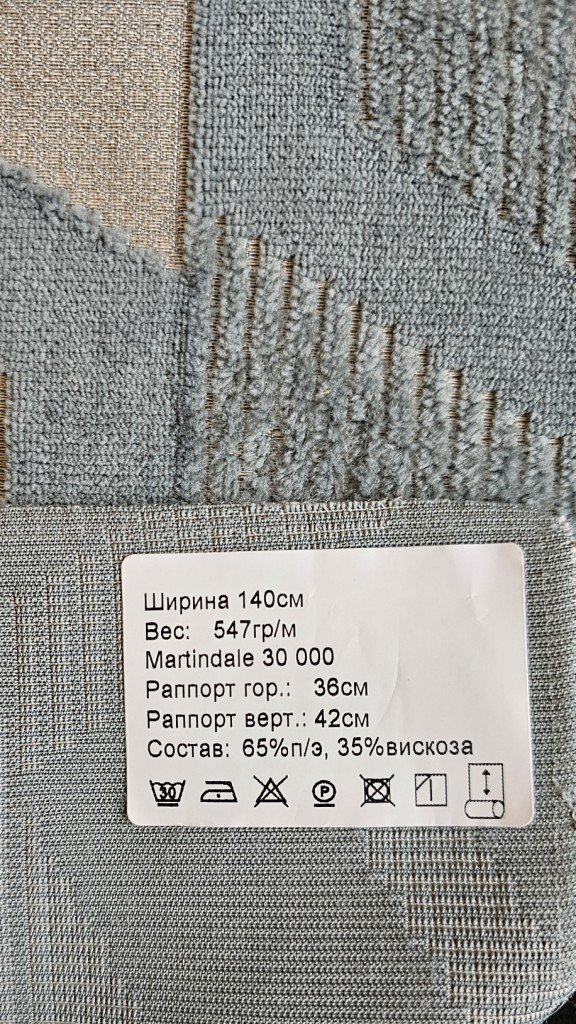 Ширина 140см
Вес: 547гр/м
Martindale 30 000
Раппорт гор.: 36см
Раппорт верт.: 42см
Состав: 65%п/э, 35%вискоза
30 P